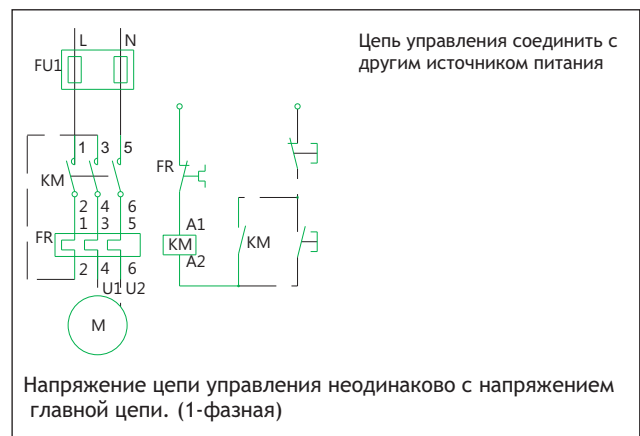 L N
Цепь управления соединить с
другим источником питания
FU1
1 3 5
FR
KM
2 4 6
1 3 5
A1
FR
KM
KM
A2
2 4 6
U1 U2
M
Напряжение цепи управления неодинаково с напряжением
главной цепи. (1-фазная)